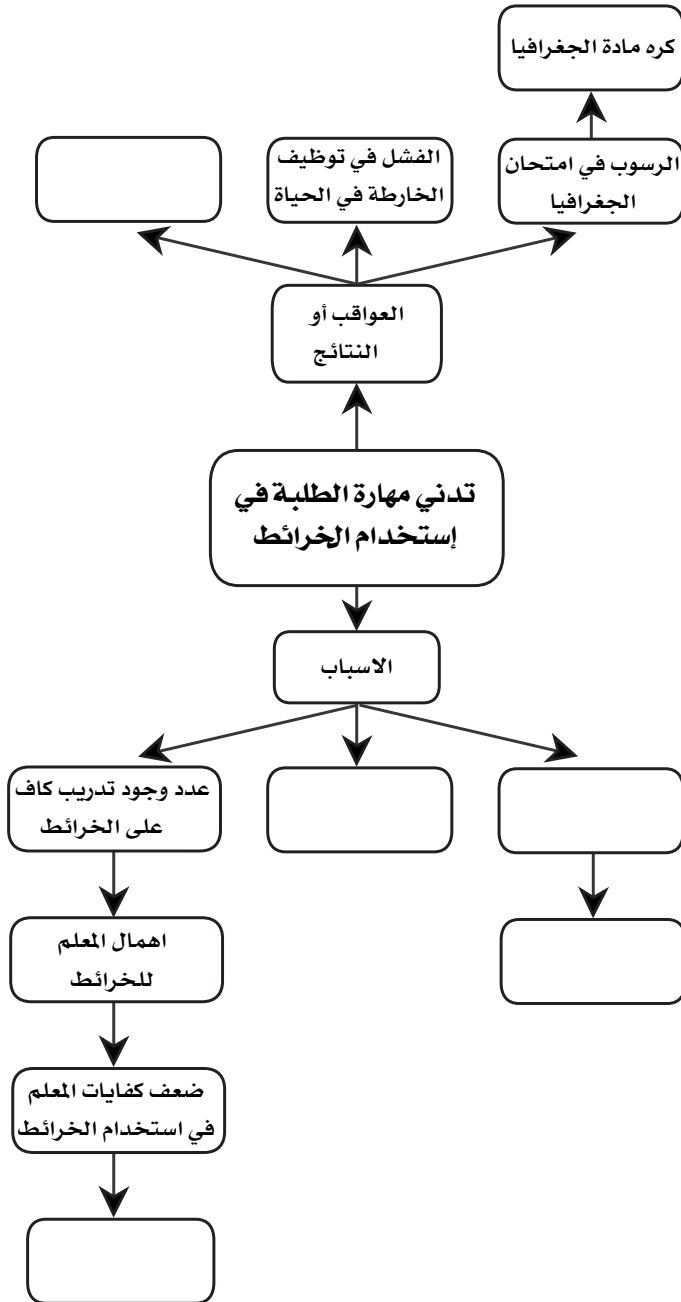 كره مادة الجغرافيا
الرسوب في امتحان
الجغرافيا
الفشل في توظيف
الخارطة في الحياة
العواقب أو
النتائج
تدني مهارة الطلبة في
إستخدام الخرائط
الاسباب
عدد وجود تدريب كاف
على الخرائط
اهمال المعلم
للخرائط
ضعف كفايات المعلم
في استخدام الخرائط